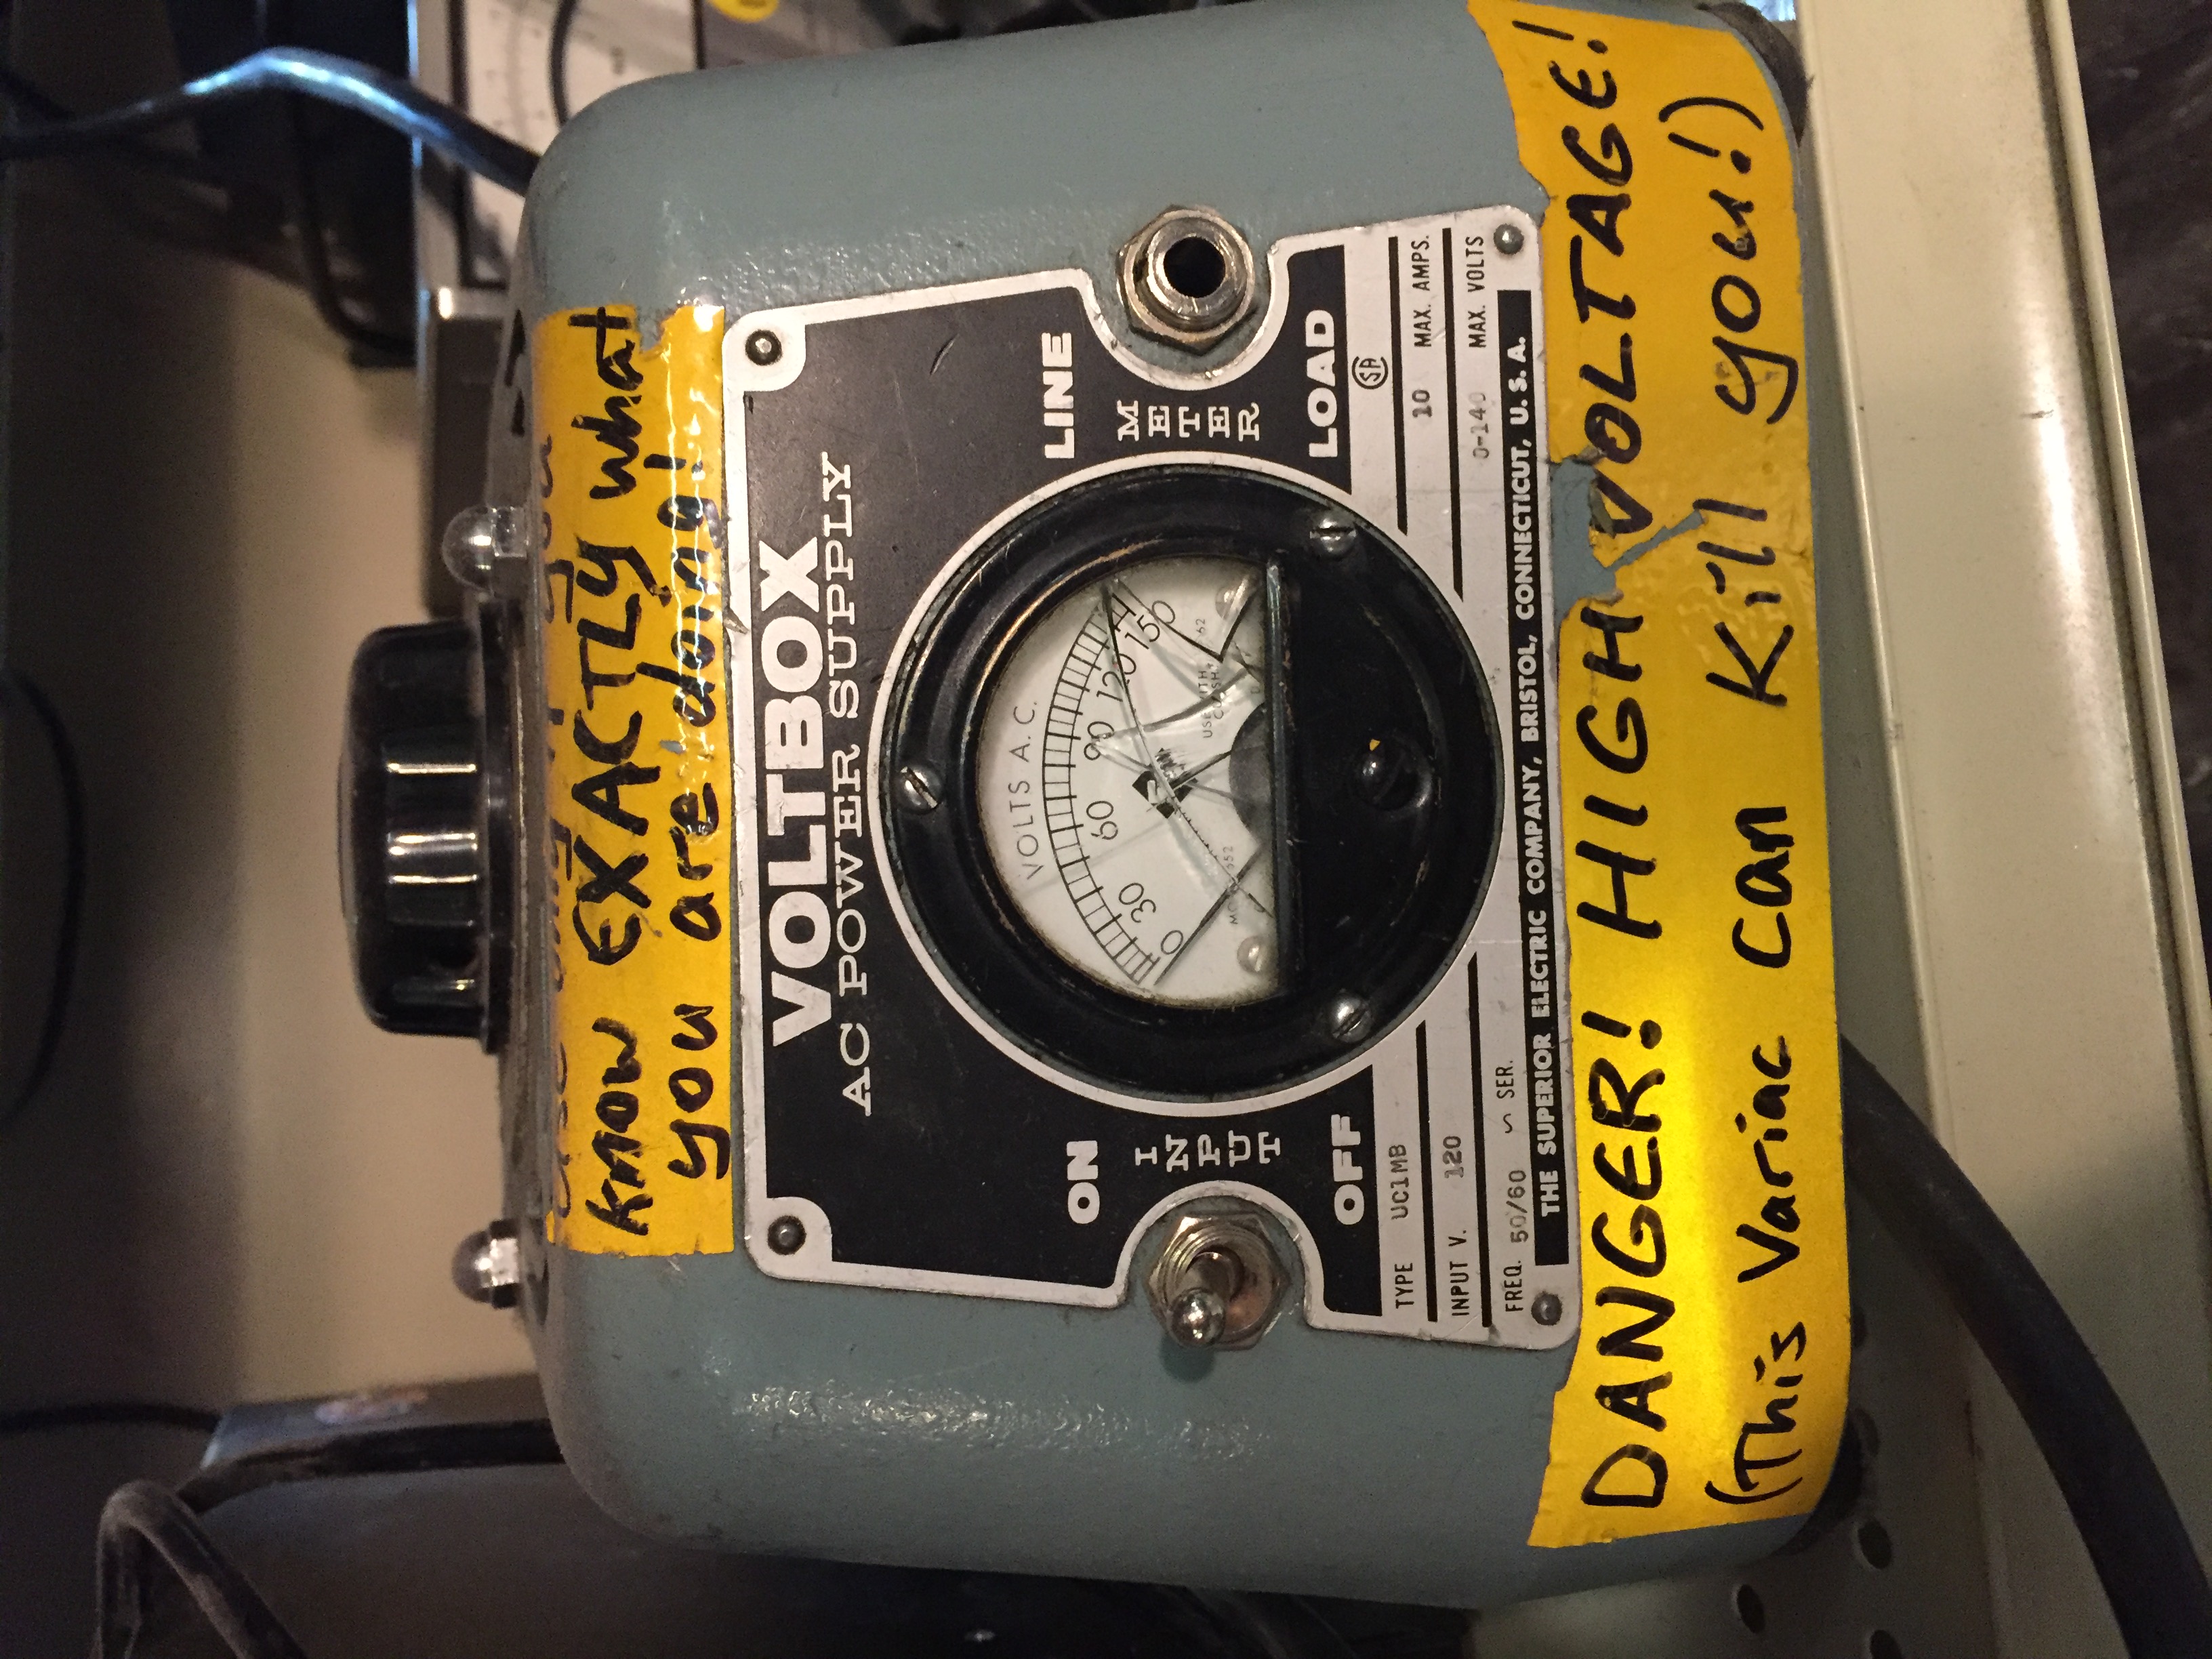 know EXACTLY what
you are doing!
VOLTBOX
AC POWER SUPPLY
ON
INPUT
OFF
VOLTS A.C.
0 30 60 90 120 150
LINE
METER
LOAD
SA
TYPE UC1MB
10 MAX. AMPS.
INPUT V. 120
0-140 MAX. VOLTS
FREQ. 50/60 ~ SER.
THE SUPERIOR ELECTRIC COMPANY, BRISTOL, CONNECTICUT, U. S. A.
DANGER! HIGH VOLTAGE!
(This Variac can Kill you!)